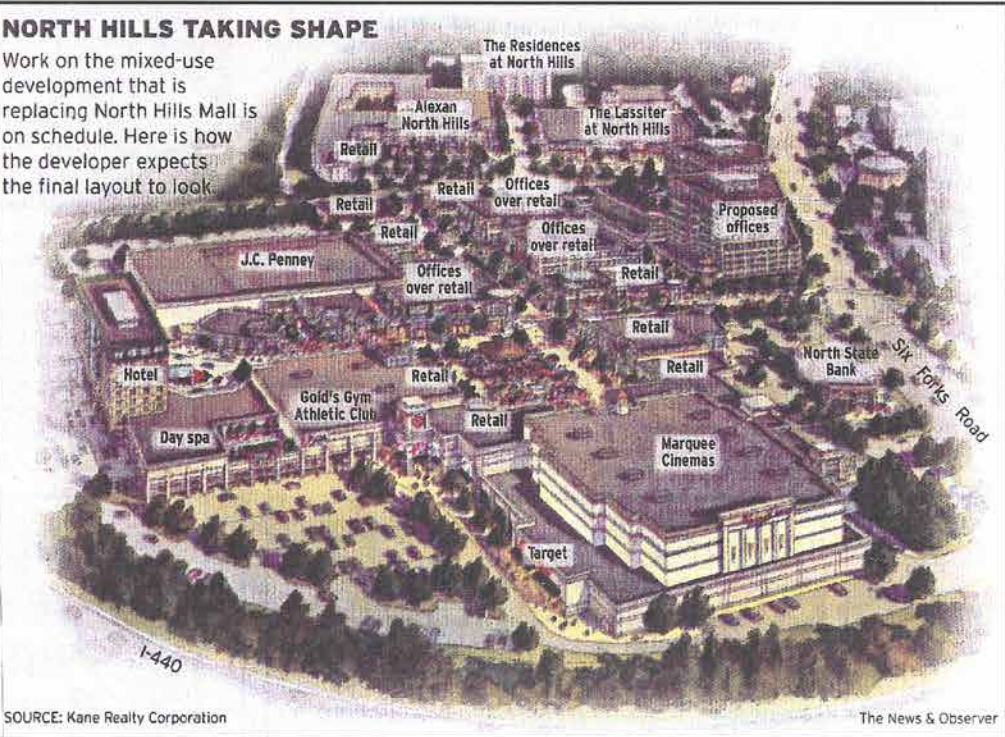 NORTH HILLS TAKING SHAPE
Work on the mixed-use
development that is
replacing North Hills Mall is
on schedule. Here is how
the developer expects
the final layout to look.
The Residences
at North Hills
Alexan
North Hills
The Lassiter
at North Hills
Retail
Retail
Offices
over retail
Retail
Proposed
offices
Retail
Offices
over retail
J.C. Penney
Offices
over retail
Retail
Retail
North State
Bank
Six Forks Road
Retail
Hotel
Retail
Gold's Gym
Athletic Club
Retail
Day spa
Marquee
Cinemas
Target
I-440
SOURCE: Kane Realty Corporation
The News & Observer